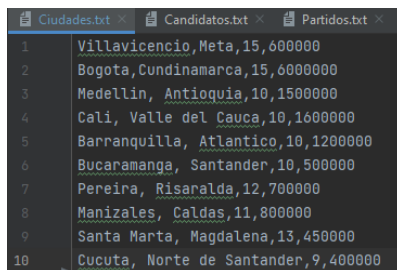 Ciudades.txt Candidatos.txt Partidos.txt
1 Villavicencio,Meta,15,600000
2 Bogota,Cundinamarca,15,6000000
3 Medellin, Antioquia,10,1500000
4 Cali, Valle del Cauca,10,1600000
5 Barranquilla, Atlantico,10,1200000
6 Bucaramanga, Santander,10,500000
7 Pereira, Risaralda,12,700000
8 Manizales, Caldas,11,800000
9 Santa Marta, Magdalena,13,450000
10 Cucuta, Norte de Santander,9,400000